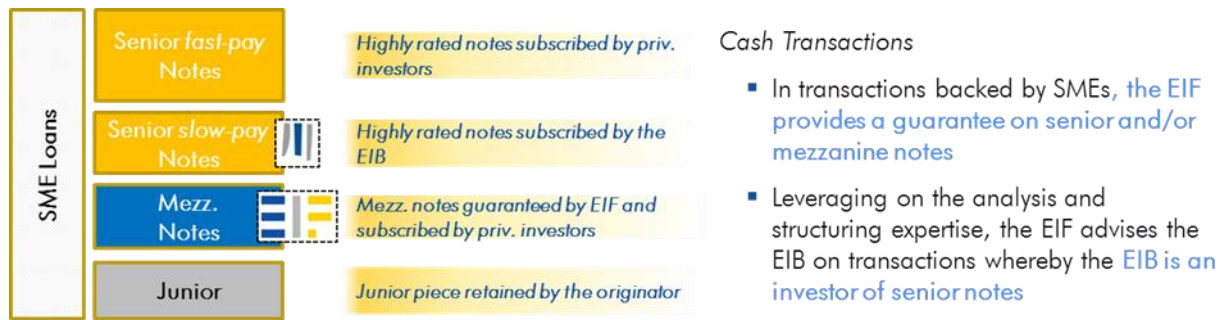 SME Loans
Senior fast-pay
Notes
Highly rated notes subscribed by priv.
investors
Senior slow-pay
Notes
Highly rated notes subscribed by the
EIB
Mezz.
Notes
EIF
Mezz. notes guaranteed by EIF and
subscribed by priv. investors
Junior
Junior piece retained by the originator
Cash Transactions
▪ In transactions backed by SMEs, the EIF
provides a guarantee on senior and/or
mezzanine notes
▪ Leveraging on the analysis and
structuring expertise, the EIF advises the
EIB on transactions whereby the EIB is an
investor of senior notes